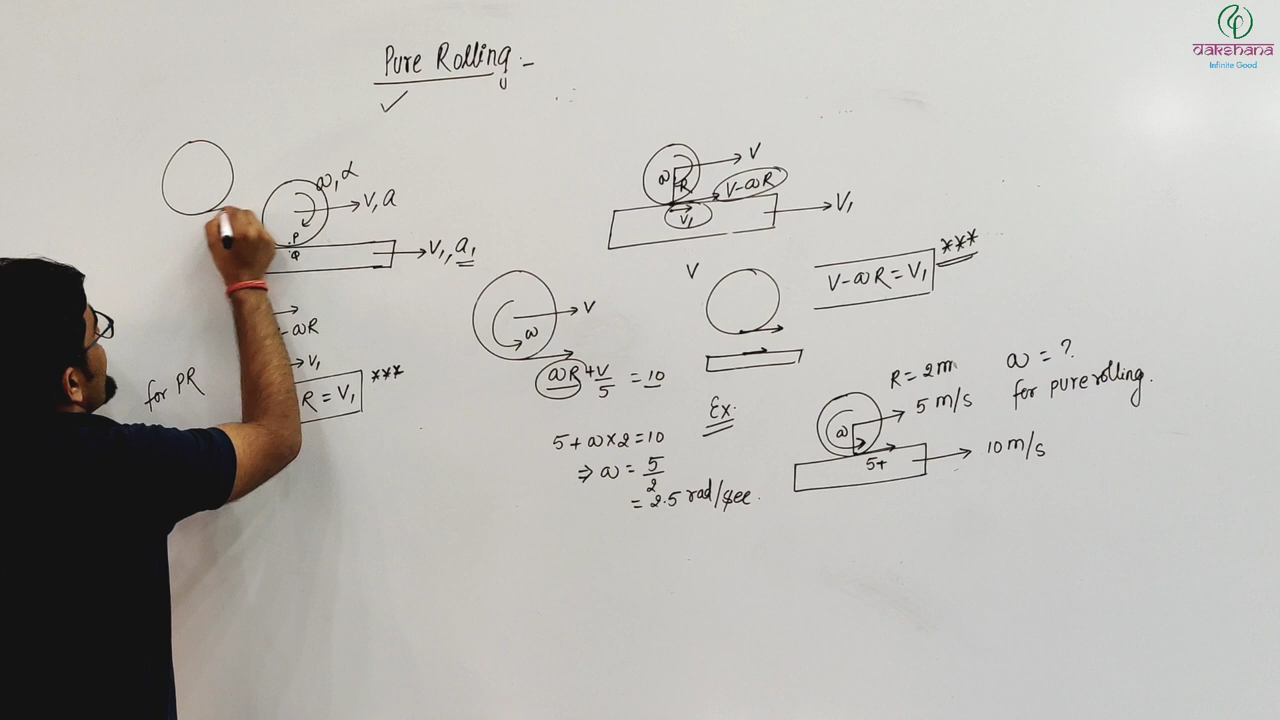 dakshana
Infinite Good
Pure Rolling :-
ω, α
V, a
P
Q
V₁, a₁
-ωR
V₁
for PR
R = V₁ ***
V
ω
R
V-ωR
V₁
V₁
V
V-ωR = V₁ ***
V
ω
ωR + V
5
= 10
5 + ω×2 = 10
⇒ ω = 5/2
= 2.5 rad/sec.
Ex.
R = 2m
ω = ?
for pure rolling.
5 m/s
ω
5+
10 m/s